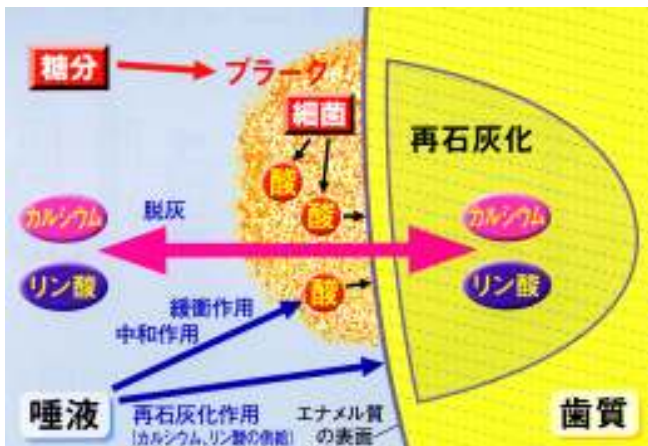 糖分
プラーク
細菌
再石灰化
酸
酸
脱灰
カルシウム
カルシウム
リン酸
リン酸
酸
緩衝作用
中和作用
唾液
再石灰化作用
(カルシウム、リン酸の供給)
エナメル質
の表面
歯質